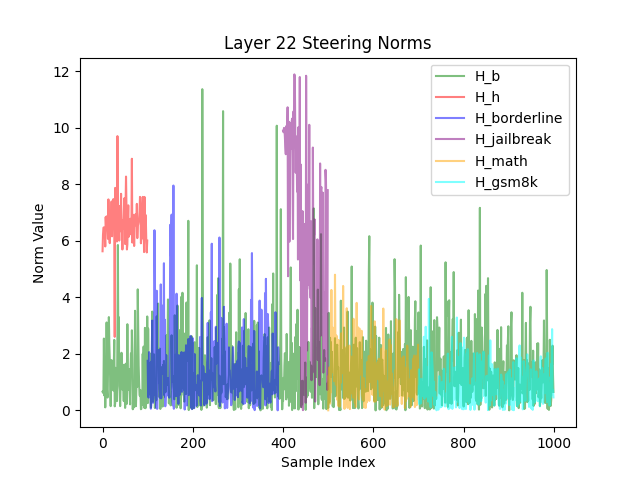 Layer 22 Steering Norms
12
10
8
6
4
2
0
Norm Value
0
200
400
600
800
1000
Sample Index
H_b
H_h
H_borderline
H_jailbreak
H_math
H_gsm8k